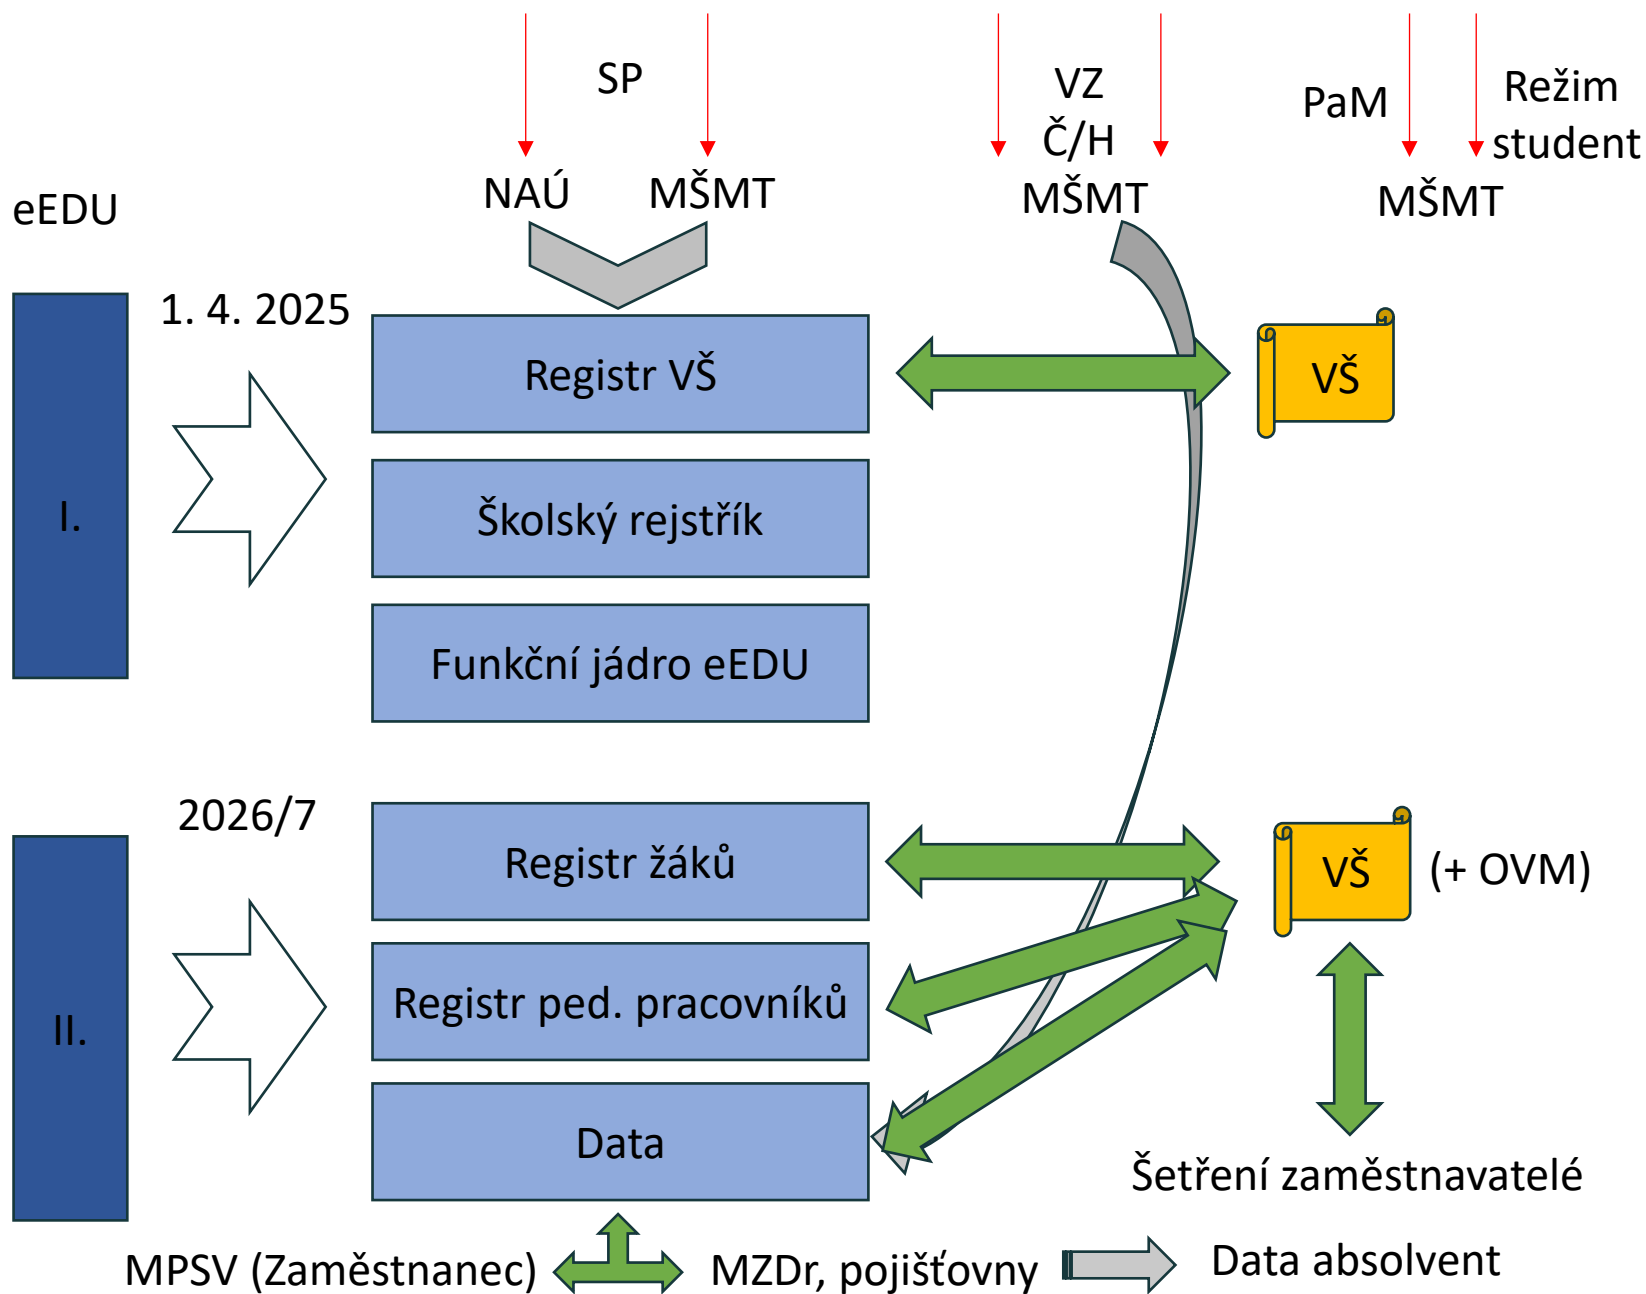 SP
VZ
Č/H
PaM
Režim
student
NAÚ
MŠMT
MŠMT
MŠMT
eEDU
1. 4. 2025
I.
Registr VŠ
VŠ
Školský rejstřík
Funkční jádro eEDU
2026/7
II.
Registr žáků
VŠ
(+ OVM)
Registr ped. pracovníků
Data
Šetření zaměstnavatelé
MPSV (Zaměstnanec)
MZDr, pojišťovny
Data absolvent